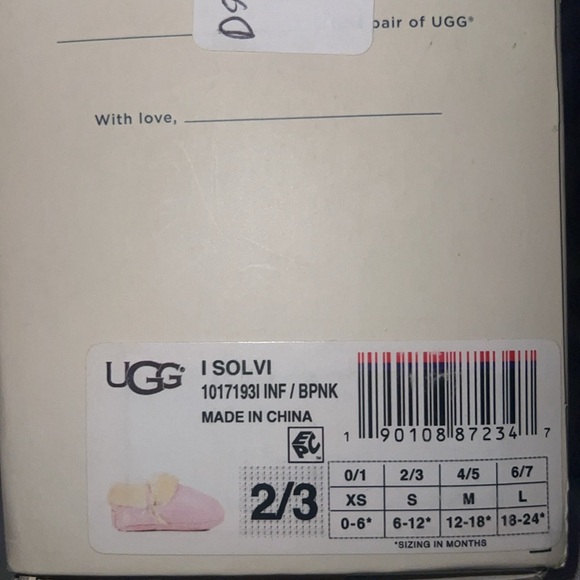 pair of UGG®
With love,
UGG®
I SOLVI
1017193I INF / BPNK
MADE IN CHINA
EPC™
1 90108 87234 7
2/3
0/1 2/3 4/5 6/7
XS S M L
0-6* 6-12* 12-18* 18-24*
*SIZING IN MONTHS